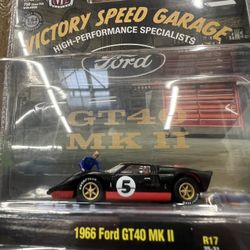 VICTORY SPEED GARAGE
HIGH-PERFORMANCE SPECIALISTS
Ford
GT40
MK II
5
1966 Ford GT40 MK II
R17